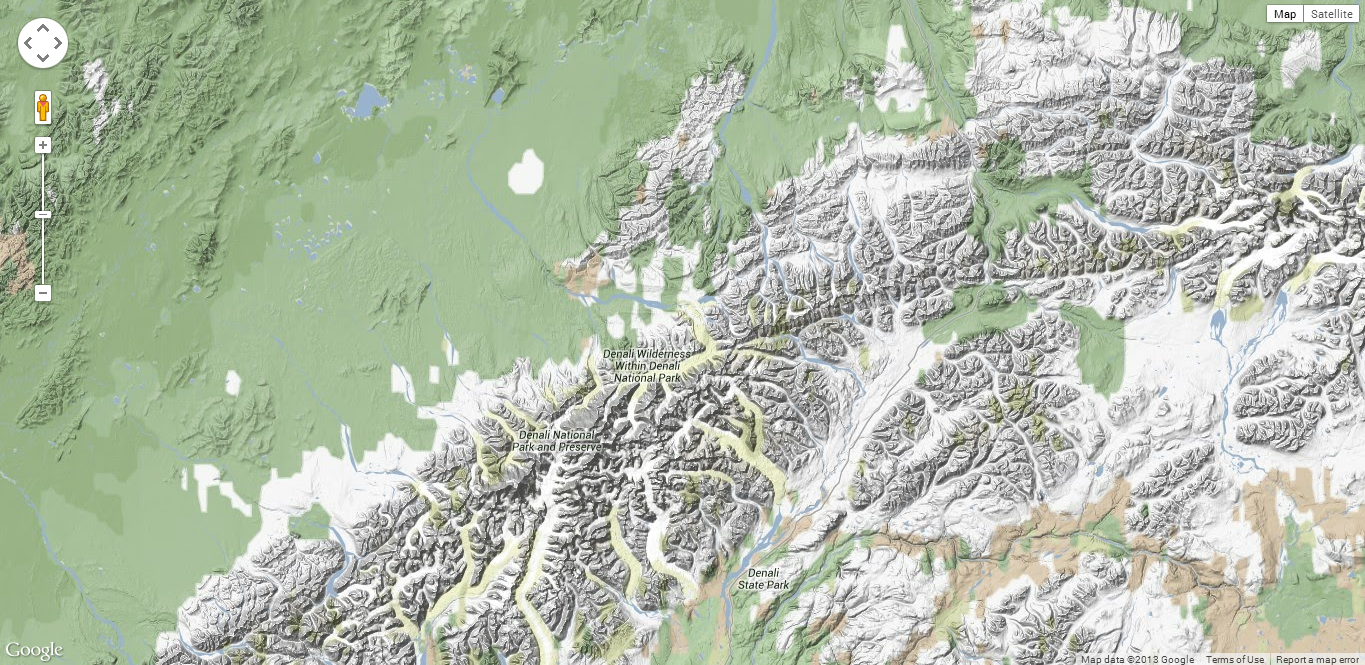 Map Satellite
+
−
Denali Wilderness
Within Denali
National Park
Denali National
Park and Preserve
Denali
State Park
Google
Map data ©2013 Google Terms of Use Report a map error